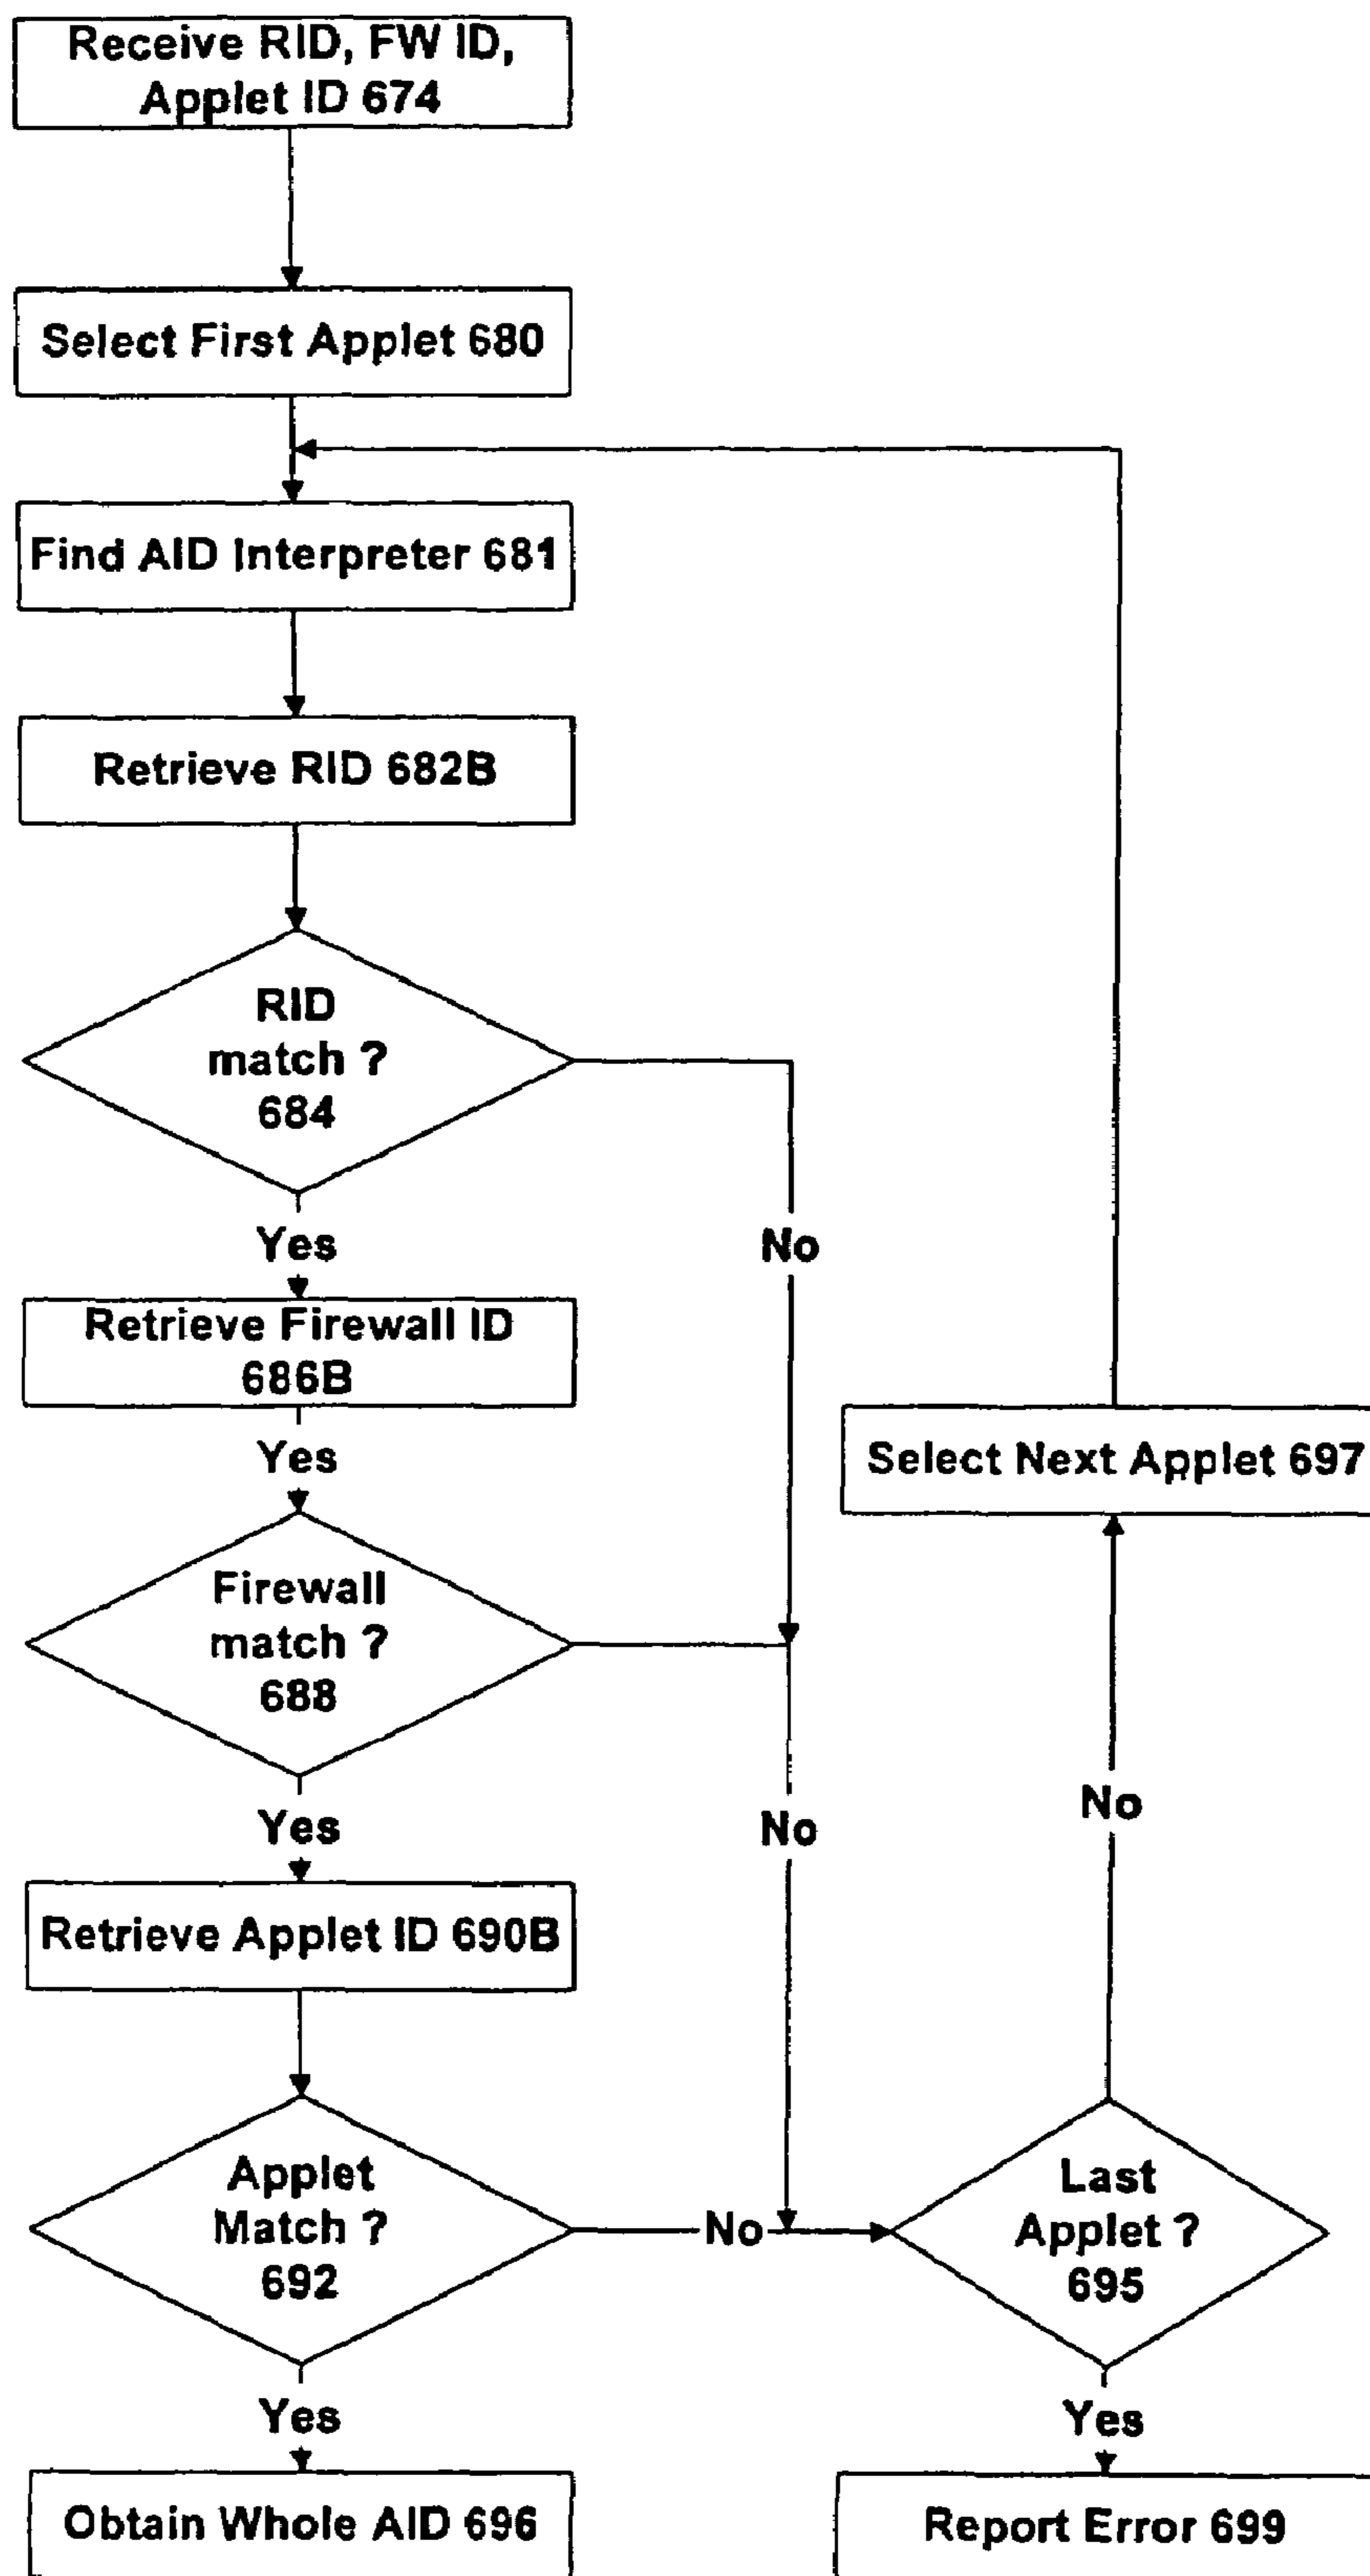 Receive RID, FW ID,
Applet ID 674
Select First Applet 680
Find AID Interpreter 681
Retrieve RID 682B
RID
match ?
684
Yes
No
Retrieve Firewall ID
686B
Yes
Select Next Applet 697
Firewall
match ?
688
Yes
No
No
Retrieve Applet ID 690B
Applet
Match ?
692
No
Last
Applet ?
695
Yes
Yes
Obtain Whole AID 696
Report Error 699